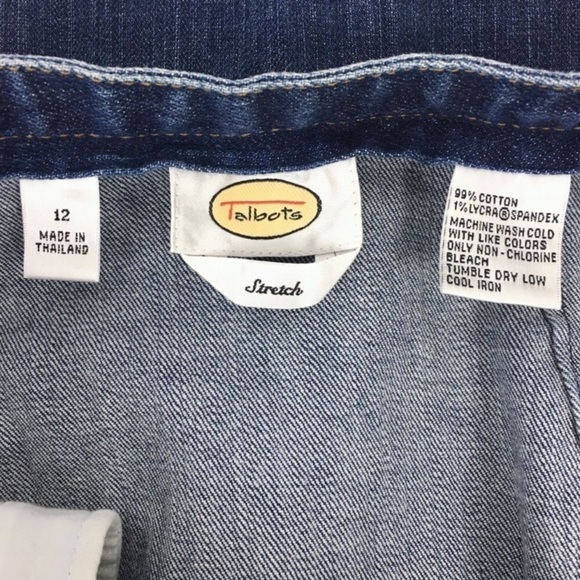 12
MADE IN
THAILAND
Talbots
Stretch
99% COTTON
1% LYCRA® SPANDEX
MACHINE WASH COLD
WITH LIKE COLORS
ONLY NON-CHLORINE
BLEACH
TUMBLE DRY LOW
COOL IRON